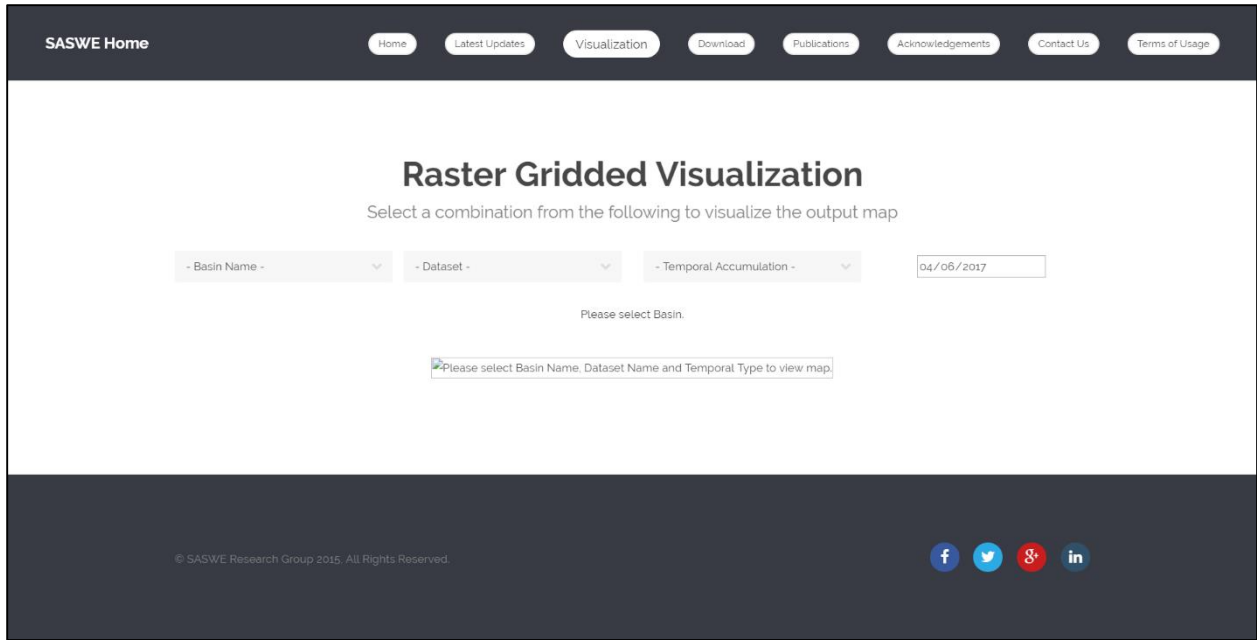 SASWE Home Home Latest Updates Visualization Download Publications Acknowledgements Contact Us Terms of Usage
Raster Gridded Visualization
Select a combination from the following to visualize the output map
- Basin Name - - Dataset - - Temporal Accumulation - 04/06/2017
Please select Basin.
Please select Basin Name, Dataset Name and Temporal Type to view map.
© SASWE Research Group 2015. All Rights Reserved. f g+ in